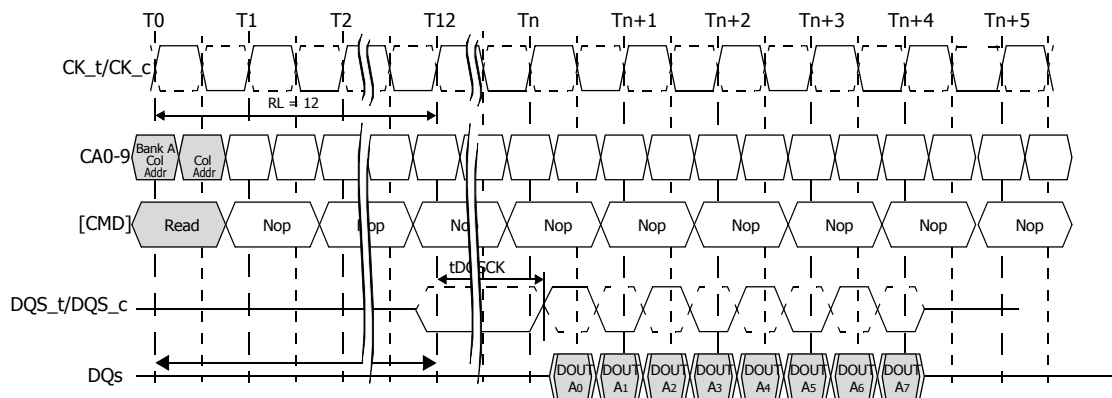 T0 T1 T2 T12 Tn Tn+1 Tn+2 Tn+3 Tn+4 Tn+5
CK_t/CK_c
RL = 12
CA0-9
Bank A
Col
Addr
Col
Addr
[CMD] Read Nop Nop Nop Nop Nop Nop Nop Nop Nop
tDQSCK
DQS_t/DQS_c
DQs
DOUT
A0
DOUT
A1
DOUT
A2
DOUT
A3
DOUT
A4
DOUT
A5
DOUT
A6
DOUT
A7